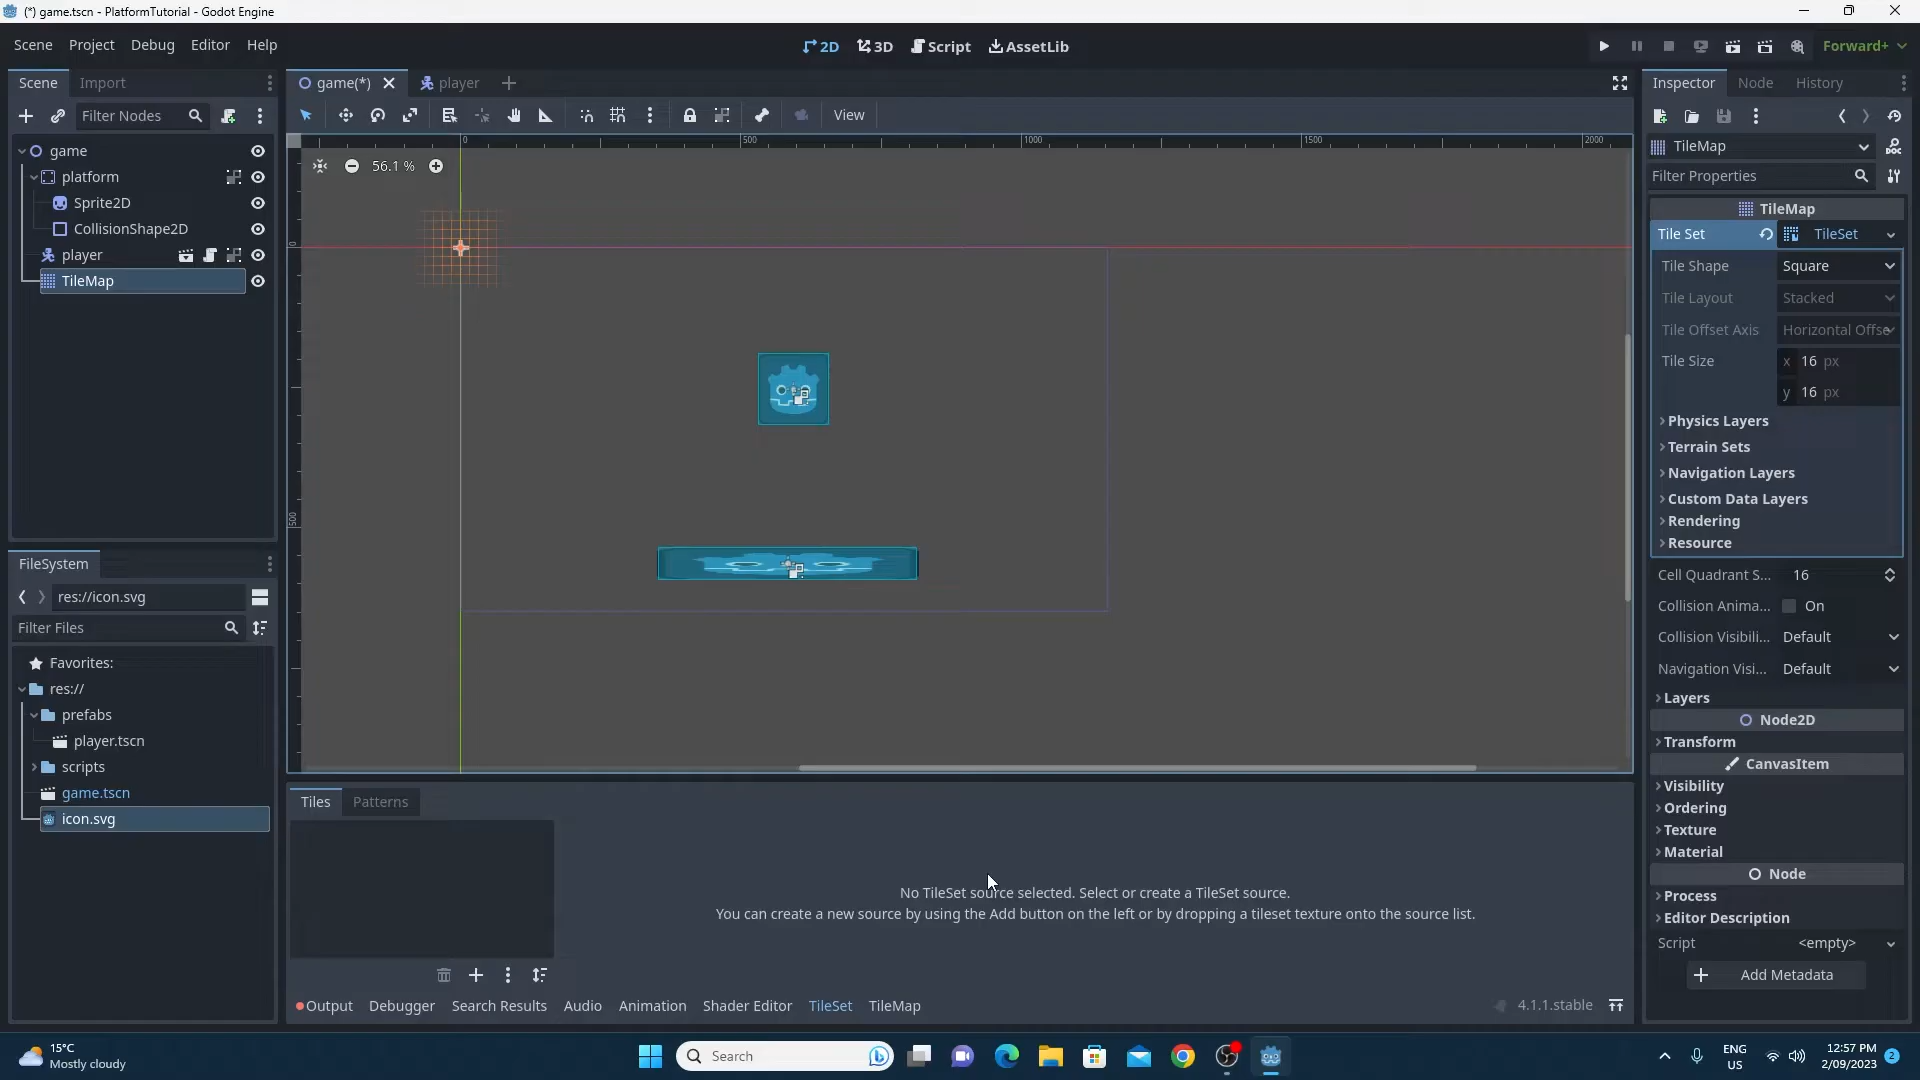 (*) game.tscn - PlatformTutorial - Godot Engine
Scene Project Debug Editor Help
2D 3D Script AssetLib
Forward+
Scene Import
game(*) player
Inspector Node History
Filter Nodes
View
TileMap
Filter Properties
game
platform
Sprite2D
CollisionShape2D
player
TileMap
56.1 %
0
500
1000
1500
2000
0
500
TileMap
Tile Set TileSet
Tile Shape Square
Tile Layout Stacked
Tile Offset Axis Horizontal Offse
Tile Size x 16 px
y 16 px
Physics Layers
Terrain Sets
Navigation Layers
Custom Data Layers
Rendering
Resource
Cell Quadrant S... 16
Collision Anima... On
Collision Visibili... Default
Navigation Visi... Default
Layers
Node2D
Transform
CanvasItem
Visibility
Ordering
Texture
Material
Node
Process
Editor Description
Script <empty>
Add Metadata
FileSystem
res://icon.svg
Filter Files
Favorites:
res://
prefabs
player.tscn
scripts
game.tscn
icon.svg
Tiles Patterns
No TileSet source selected. Select or create a TileSet source.
You can create a new source by using the Add button on the left or by dropping a tileset texture onto the source list.
Output Debugger Search Results Audio Animation Shader Editor TileSet TileMap
4.1.1.stable
15°C
Mostly cloudy
Search
ENG
US
12:57 PM
2/09/2023
2